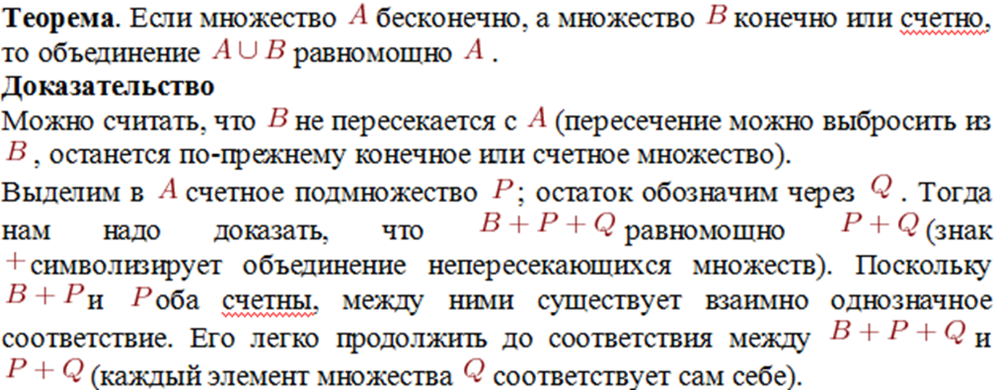 Теорема. Если множество A бесконечно, а множество B конечно или счетно,
то объединение A ∪ B равномощно A .
Доказательство
Можно считать, что B не пересекается с A (пересечение можно выбросить из
B , останется по-прежнему конечное или счетное множество).
Выделим в A счетное подмножество P ; остаток обозначим через Q . Тогда
нам надо доказать, что B + P + Q равномощно P + Q (знак
+ символизирует объединение непересекающихся множеств). Поскольку
B + P и P оба счетны, между ними существует взаимно однозначное
соответствие. Его легко продолжить до соответствия между B + P + Q и
P + Q (каждый элемент множества Q соответствует сам себе).